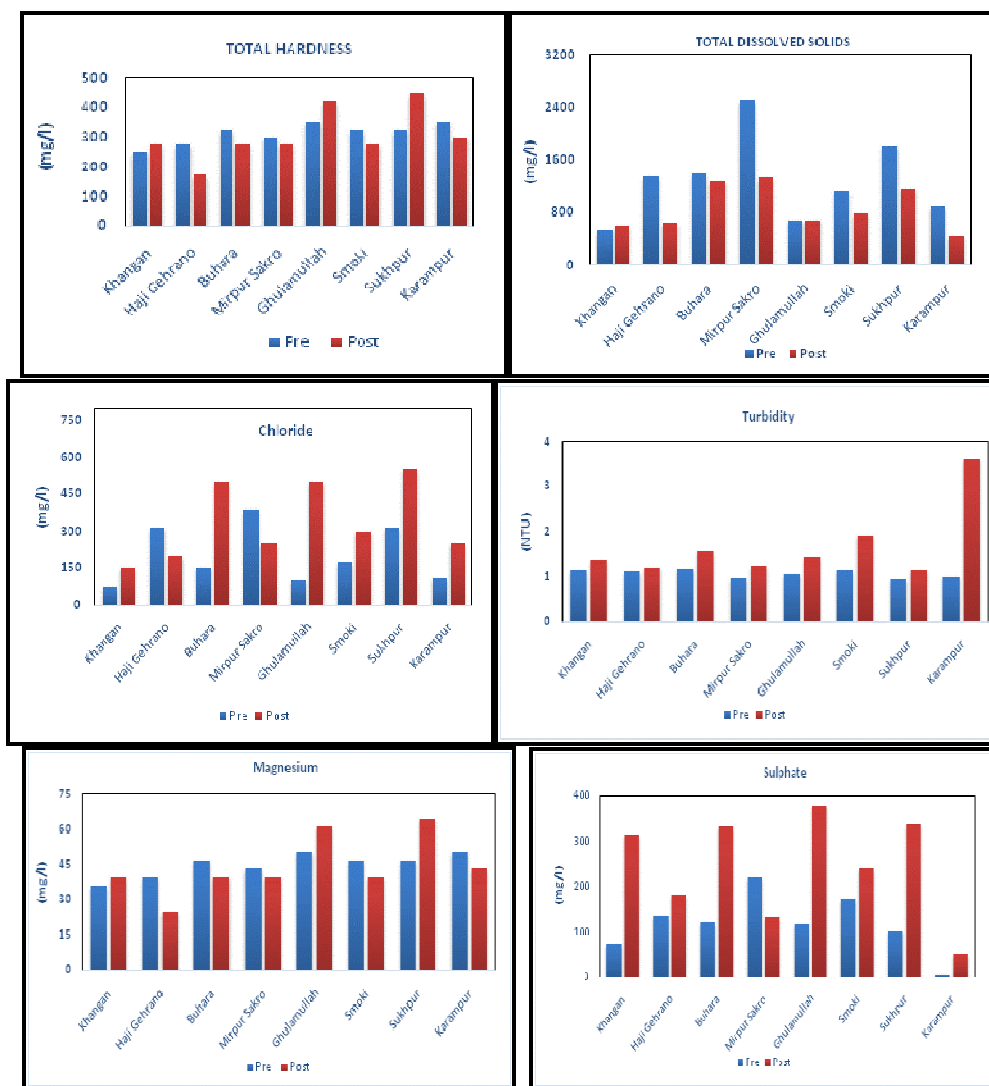 TOTAL HARDNESS
(mg/l)
500
400
300
200
100
0
Khangan
Haji Gehrano
Buhara
Mirpur Sakro
Ghulamullah
Smoki
Sukhpur
Karampur
Pre Post
TOTAL DISSOLVED SOLIDS
(mg/l)
3200
2400
1600
800
0
Khangan
Haji Gehrano
Buhara
Mirpur Sakro
Ghulamullah
Smoki
Sukhpur
Karampur
Pre Post
Chloride
(mg/l)
750
600
450
300
150
0
Khangan
Haji Gehrano
Buhara
Mirpur Sakro
Ghulamullah
Smoki
Sukhpur
Karampur
Pre Post
Turbidity
(NTU)
4
3
2
1
0
Khangan
Haji Gehrano
Buhara
Mirpur Sakro
Ghulamullah
Smoki
Sukhpur
Karampur
Pre Post
Magnesium
(mg/l)
75
60
45
30
15
0
Khangan
Haji Gehrano
Buhara
Mirpur Sakro
Ghulamullah
Smoki
Sukhpur
Karampur
Pre Post
Sulphate
(mg/l)
400
300
200
100
0
Khangan
Haji Gehrano
Buhara
Mirpur Sakro
Ghulamullah
Smoki
Sukhpur
Karampur
Pre Post